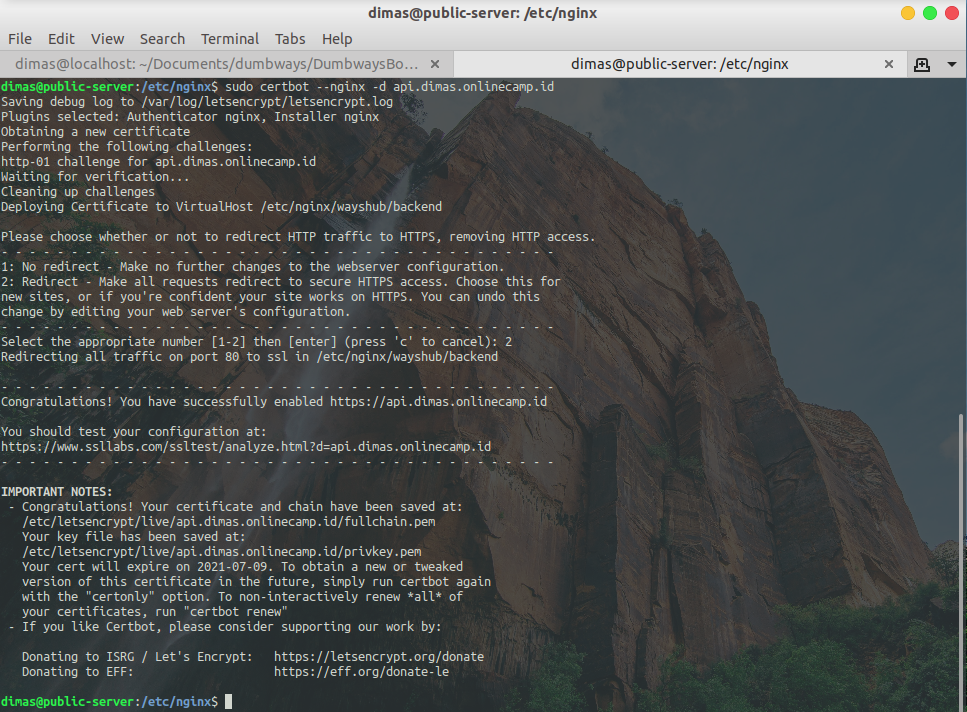 dimas@public-server: /etc/nginx
File Edit View Search Terminal Tabs Help
dimas@localhost: ~/Documents/dumbways/DumbwaysBo... × dimas@public-server: /etc/nginx ×
dimas@public-server:/etc/nginx$ sudo certbot --nginx -d api.dimas.onlinecamp.id
Saving debug log to /var/log/letsencrypt/letsencrypt.log
Plugins selected: Authenticator nginx, Installer nginx
Obtaining a new certificate
Performing the following challenges:
http-01 challenge for api.dimas.onlinecamp.id
Waiting for verification...
Cleaning up challenges
Deploying Certificate to VirtualHost /etc/nginx/wayshub/backend

Please choose whether or not to redirect HTTP traffic to HTTPS, removing HTTP access.
- - - - - - - - - - - - - - - - - - - - - - - - - - - - - - - - - - - - - - - -
1: No redirect - Make no further changes to the webserver configuration.
2: Redirect - Make all requests redirect to secure HTTPS access. Choose this for
new sites, or if you're confident your site works on HTTPS. You can undo this
change by editing your web server's configuration.
- - - - - - - - - - - - - - - - - - - - - - - - - - - - - - - - - - - - - - - -
Select the appropriate number [1-2] then [enter] (press 'c' to cancel): 2
Redirecting all traffic on port 80 to ssl in /etc/nginx/wayshub/backend

- - - - - - - - - - - - - - - - - - - - - - - - - - - - - - - - - - - - - - - -
Congratulations! You have successfully enabled https://api.dimas.onlinecamp.id

You should test your configuration at:
https://www.ssllabs.com/ssltest/analyze.html?d=api.dimas.onlinecamp.id
- - - - - - - - - - - - - - - - - - - - - - - - - - - - - - - - - - - - - - - -

IMPORTANT NOTES:
- Congratulations! Your certificate and chain have been saved at:
/etc/letsencrypt/live/api.dimas.onlinecamp.id/fullchain.pem
Your key file has been saved at:
/etc/letsencrypt/live/api.dimas.onlinecamp.id/privkey.pem
Your cert will expire on 2021-07-09. To obtain a new or tweaked
version of this certificate in the future, simply run certbot again
with the "certonly" option. To non-interactively renew *all* of
your certificates, run "certbot renew"
- If you like Certbot, please consider supporting our work by:

Donating to ISRG / Let's Encrypt: https://letsencrypt.org/donate
Donating to EFF: https://eff.org/donate-le

dimas@public-server:/etc/nginx$